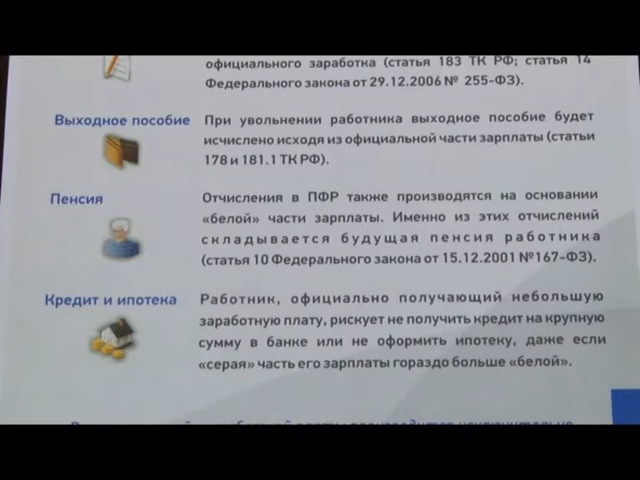 официального заработка (статья 183 ТК РФ; статья 14
Федерального закона от 29.12.2006 № 255-ФЗ).
Выходное пособие
При увольнении работника выходное пособие будет
исчислено исходя из официальной части зарплаты (статьи
178 и 181.1 ТК РФ).
Пенсия
Отчисления в ПФР также производятся на основании
«белой» части зарплаты. Именно из этих отчислений
складывается будущая пенсия работника
(статья 10 Федерального закона от 15.12.2001 №167-ФЗ).
Кредит и ипотека
Работник, официально получающий небольшую
заработную плату, рискует не получить кредит на крупную
сумму в банке или не оформить ипотеку, даже если
«серая» часть его зарплаты гораздо больше «белой».